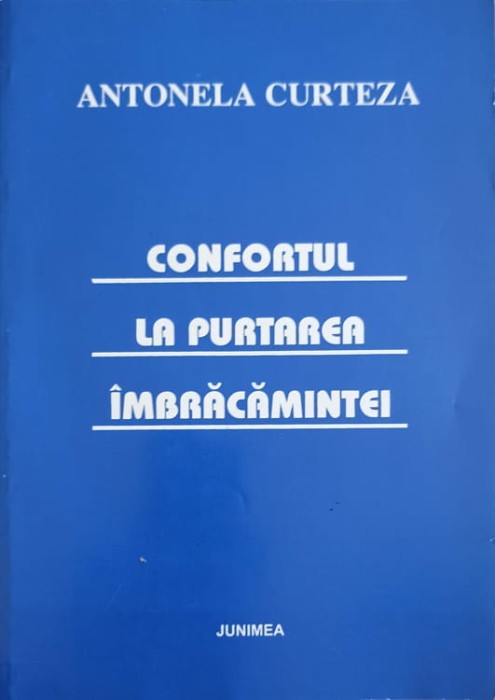 ANTONELA CURTEZA
CONFORTUL
LA PURTAREA
ÎMBRĂCĂMINTEI
JUNIMEA